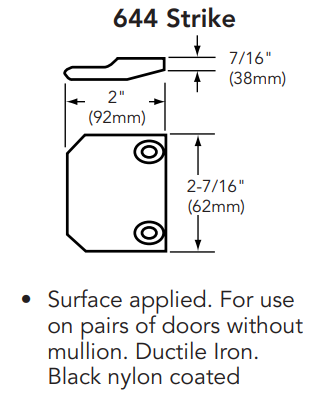 644 Strike
7/16"
(38mm)
2"
(92mm)
2-7/16"
(62mm)
• Surface applied. For use
on pairs of doors without
mullion. Ductile Iron.
Black nylon coated